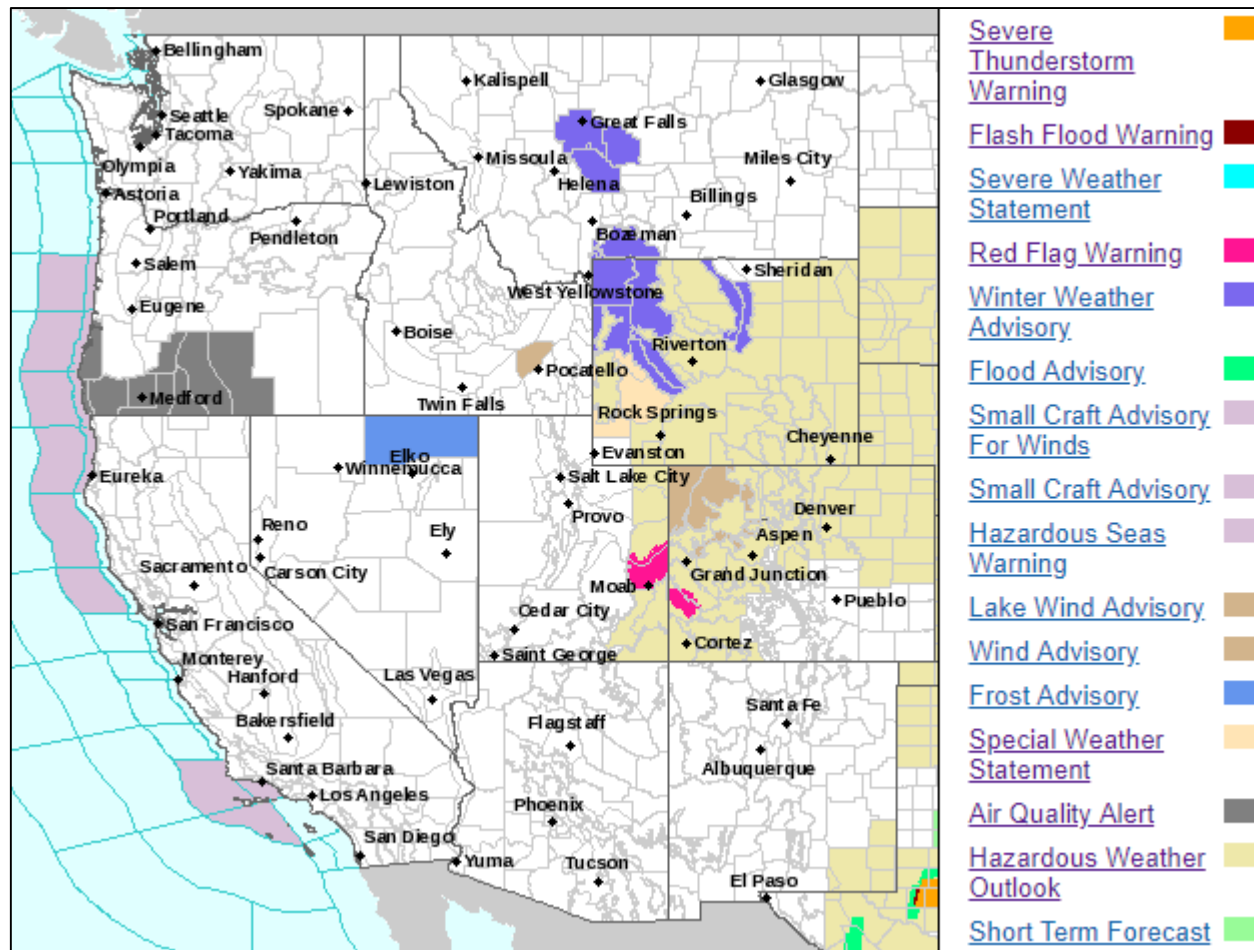 Bellingham
Kalispell
Glasgow
Seattle
Spokane
Great Falls
Tacoma
Olympia
Missoula
Miles City
Yakima
Helena
Astoria
Lewiston
Portland
Billings
Pendleton
Bozeman
Salem
Sheridan
West Yellowstone
Eugene
Boise
Riverton
Pocatello
Medford
Twin Falls
Rock Springs
Cheyenne
Evanston
Elko
Winnemucca
Eureka
Salt Lake City
Provo
Denver
Reno
Ely
Aspen
Sacramento
Carson City
Grand Junction
Moab
Pueblo
Cedar City
San Francisco
Cortez
Saint George
Monterey
Hanford
Las Vegas
Santa Fe
Flagstaff
Bakersfield
Albuquerque
Santa Barbara
Los Angeles
Phoenix
San Diego
Yuma
Tucson
El Paso
Severe
Thunderstorm
Warning
Flash Flood Warning
Severe Weather
Statement
Red Flag Warning
Winter Weather
Advisory
Flood Advisory
Small Craft Advisory
For Winds
Small Craft Advisory
Hazardous Seas
Warning
Lake Wind Advisory
Wind Advisory
Frost Advisory
Special Weather
Statement
Air Quality Alert
Hazardous Weather
Outlook
Short Term Forecast